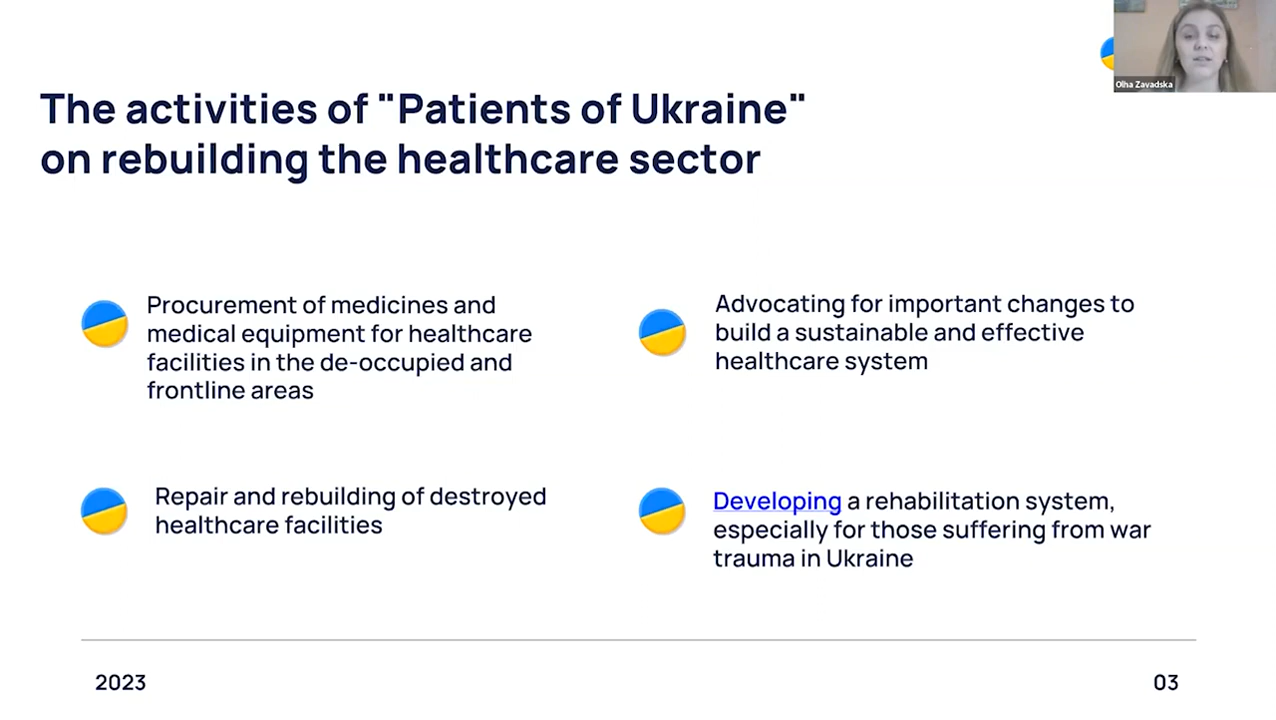 Olha Zavadska
The activities of "Patients of Ukraine"
on rebuilding the healthcare sector
Procurement of medicines and
medical equipment for healthcare
facilities in the de-occupied and
frontline areas
Advocating for important changes to
build a sustainable and effective
healthcare system
Repair and rebuilding of destroyed
healthcare facilities
Developing a rehabilitation system,
especially for those suffering from war
trauma in Ukraine
2023
03